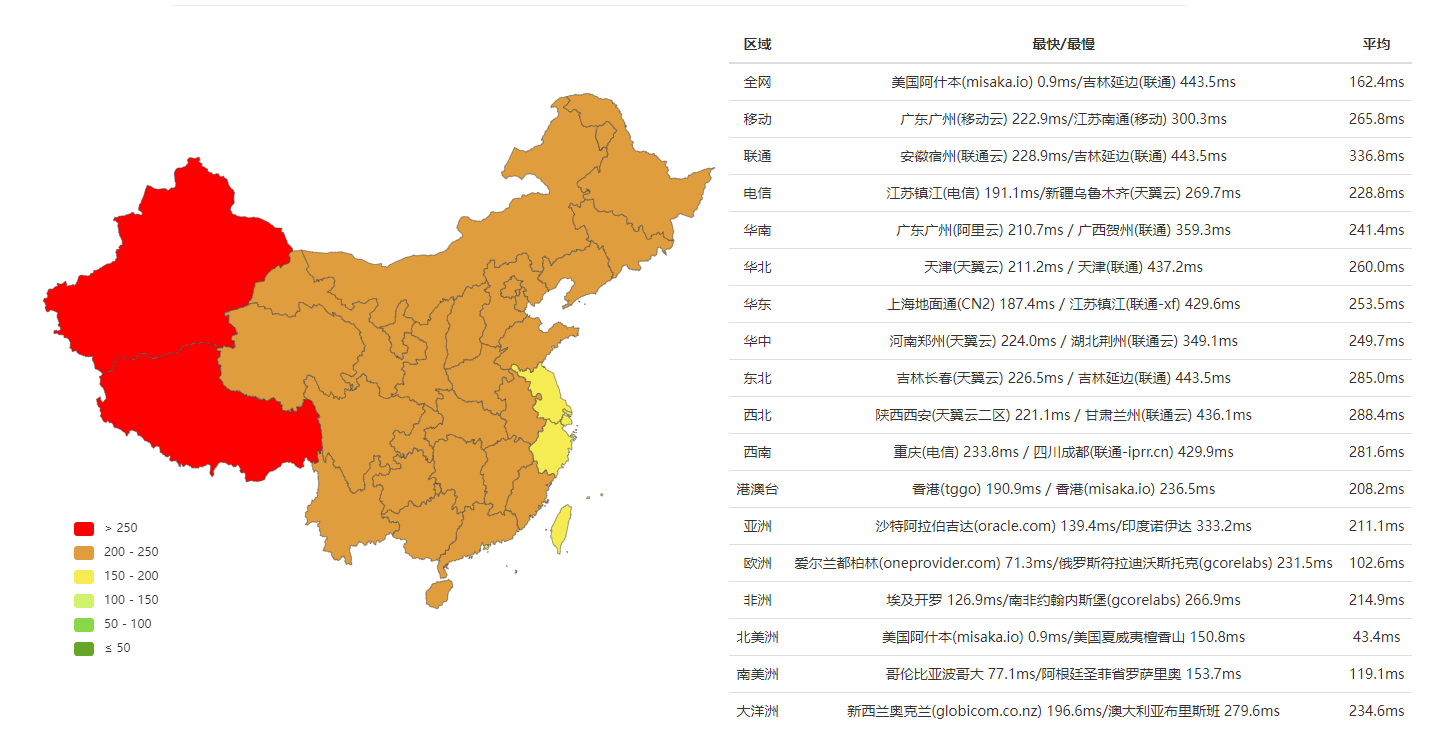 区域 最快/最慢 平均
全网 美国阿什本(misaka.io) 0.9ms/吉林延边(联通) 443.5ms 162.4ms
移动 广东广州(移动云) 222.9ms/江苏南通(移动) 300.3ms 265.8ms
联通 安徽宿州(联通云) 228.9ms/吉林延边(联通) 443.5ms 336.8ms
电信 江苏镇江(电信) 191.1ms/新疆乌鲁木齐(天翼云) 269.7ms 228.8ms
华南 广东广州(阿里云) 210.7ms / 广西贺州(联通) 359.3ms 241.4ms
华北 天津(天翼云) 211.2ms / 天津(联通) 437.2ms 260.0ms
华东 上海地面通(CN2) 187.4ms / 江苏镇江(联通-xf) 429.6ms 253.5ms
华中 河南郑州(天翼云) 224.0ms / 湖北荆州(联通云) 349.1ms 249.7ms
东北 吉林长春(天翼云) 226.5ms / 吉林延边(联通) 443.5ms 285.0ms
西北 陕西西安(天翼云二区) 221.1ms / 甘肃兰州(联通云) 436.1ms 288.4ms
西南 重庆(电信) 233.8ms / 四川成都(联通-iprr.cn) 429.9ms 281.6ms
港澳台 香港(tggo) 190.9ms / 香港(misaka.io) 236.5ms 208.2ms
亚洲 沙特阿拉伯吉达(oracle.com) 139.4ms/印度诺伊达 333.2ms 211.1ms
欧洲 爱尔兰都柏林(oneprovider.com) 71.3ms/俄罗斯符拉迪沃斯托克(gcorelabs) 231.5ms 102.6ms
非洲 埃及开罗 126.9ms/南非约翰内斯堡(gcorelabs) 266.9ms 214.9ms
北美洲 美国阿什本(misaka.io) 0.9ms/美国夏威夷檀香山 150.8ms 43.4ms
南美洲 哥伦比亚波哥大 77.1ms/阿根廷圣菲省罗萨里奥 153.7ms 119.1ms
大洋洲 新西兰奥克兰(globicom.co.nz) 196.6ms/澳大利亚布里斯班 279.6ms 234.6ms
> 250
200 - 250
150 - 200
100 - 150
50 - 100
≤ 50